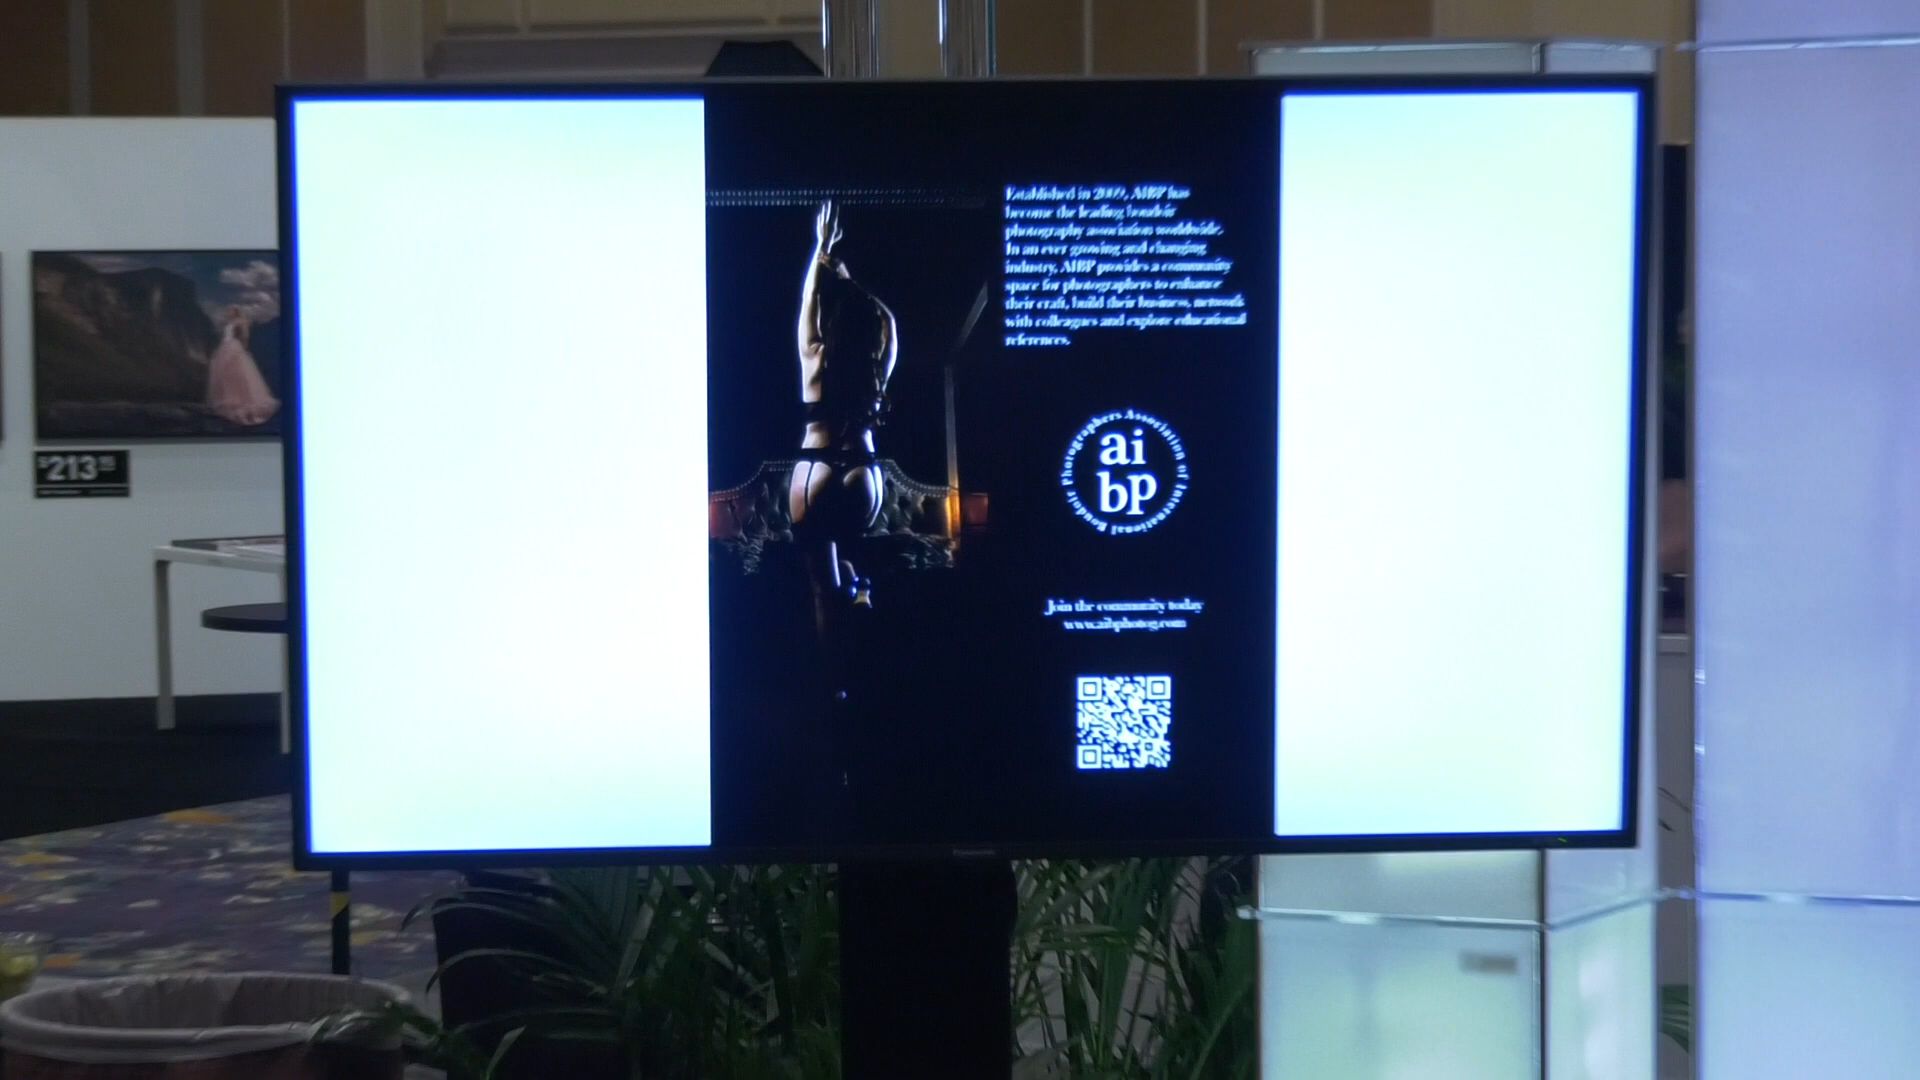 Established in 2009, AIBP has
become the leading boudoir
photography association worldwide.
In an ever growing and changing
industry, AIBP provides a community
space for photographers to enhance
their craft, build their business, network
with colleagues and explore educational
references.
Association of International Boudoir Photographers
ai
bp
Join the community today
www.aibphotog.com
$213